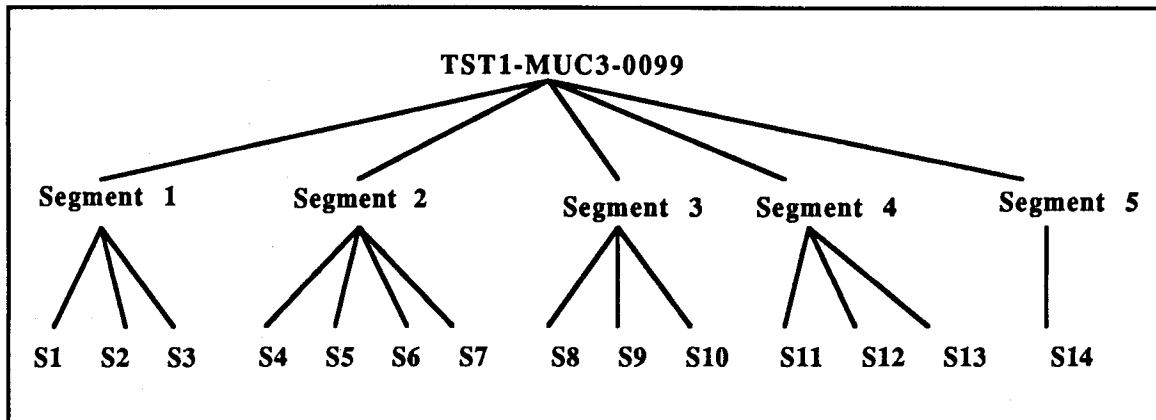 TST1-MUC3-0099
Segment 1 Segment 2 Segment 3 Segment 4 Segment 5
S1 S2 S3 S4 S5 S6 S7 S8 S9 S10 S11 S12 S13 S14